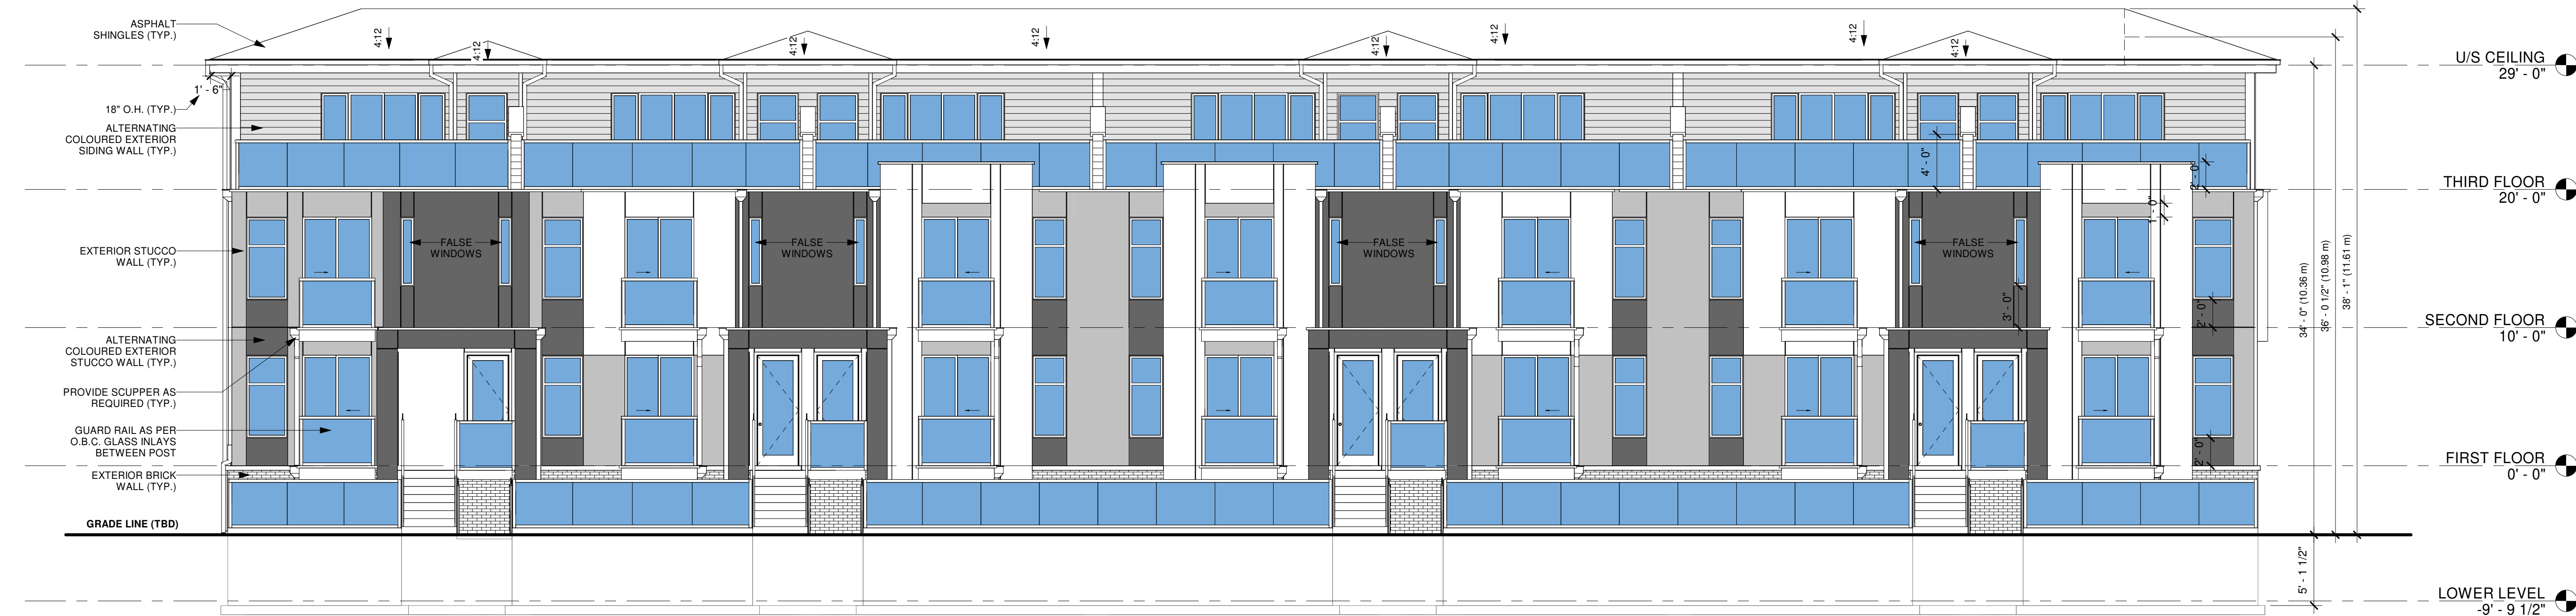 ASPHALT
SHINGLES (TYP.)
4:12
4:12
4:12
4:12
4:12
4:12
4:12
4:12
1' - 6"
18" O.H. (TYP.)
ALTERNATING
COLOURED EXTERIOR
SIDING WALL (TYP.)
EXTERIOR STUCCO
WALL (TYP.)
ALTERNATING
COLOURED EXTERIOR
STUCCO WALL (TYP.)
PROVIDE SCUPPER AS
REQUIRED (TYP.)
GUARD RAIL AS PER
O.B.C. GLASS INLAYS
BETWEEN POST
EXTERIOR BRICK
WALL (TYP.)
GRADE LINE (TBD)
FALSE
WINDOWS
FALSE
WINDOWS
FALSE
WINDOWS
FALSE
WINDOWS
4' - 0"
2' - 0"
1' - 0"
3' - 0"
2' - 0"
2' - 0"
34' - 0" (10.36 m)
36' - 0 1/2" (10.98 m)
38' - 1" (11.61 m)
5' - 1 1/2"
U/S CEILING
29' - 0"
THIRD FLOOR
20' - 0"
SECOND FLOOR
10' - 0"
FIRST FLOOR
0' - 0"
LOWER LEVEL
-9' - 9 1/2"